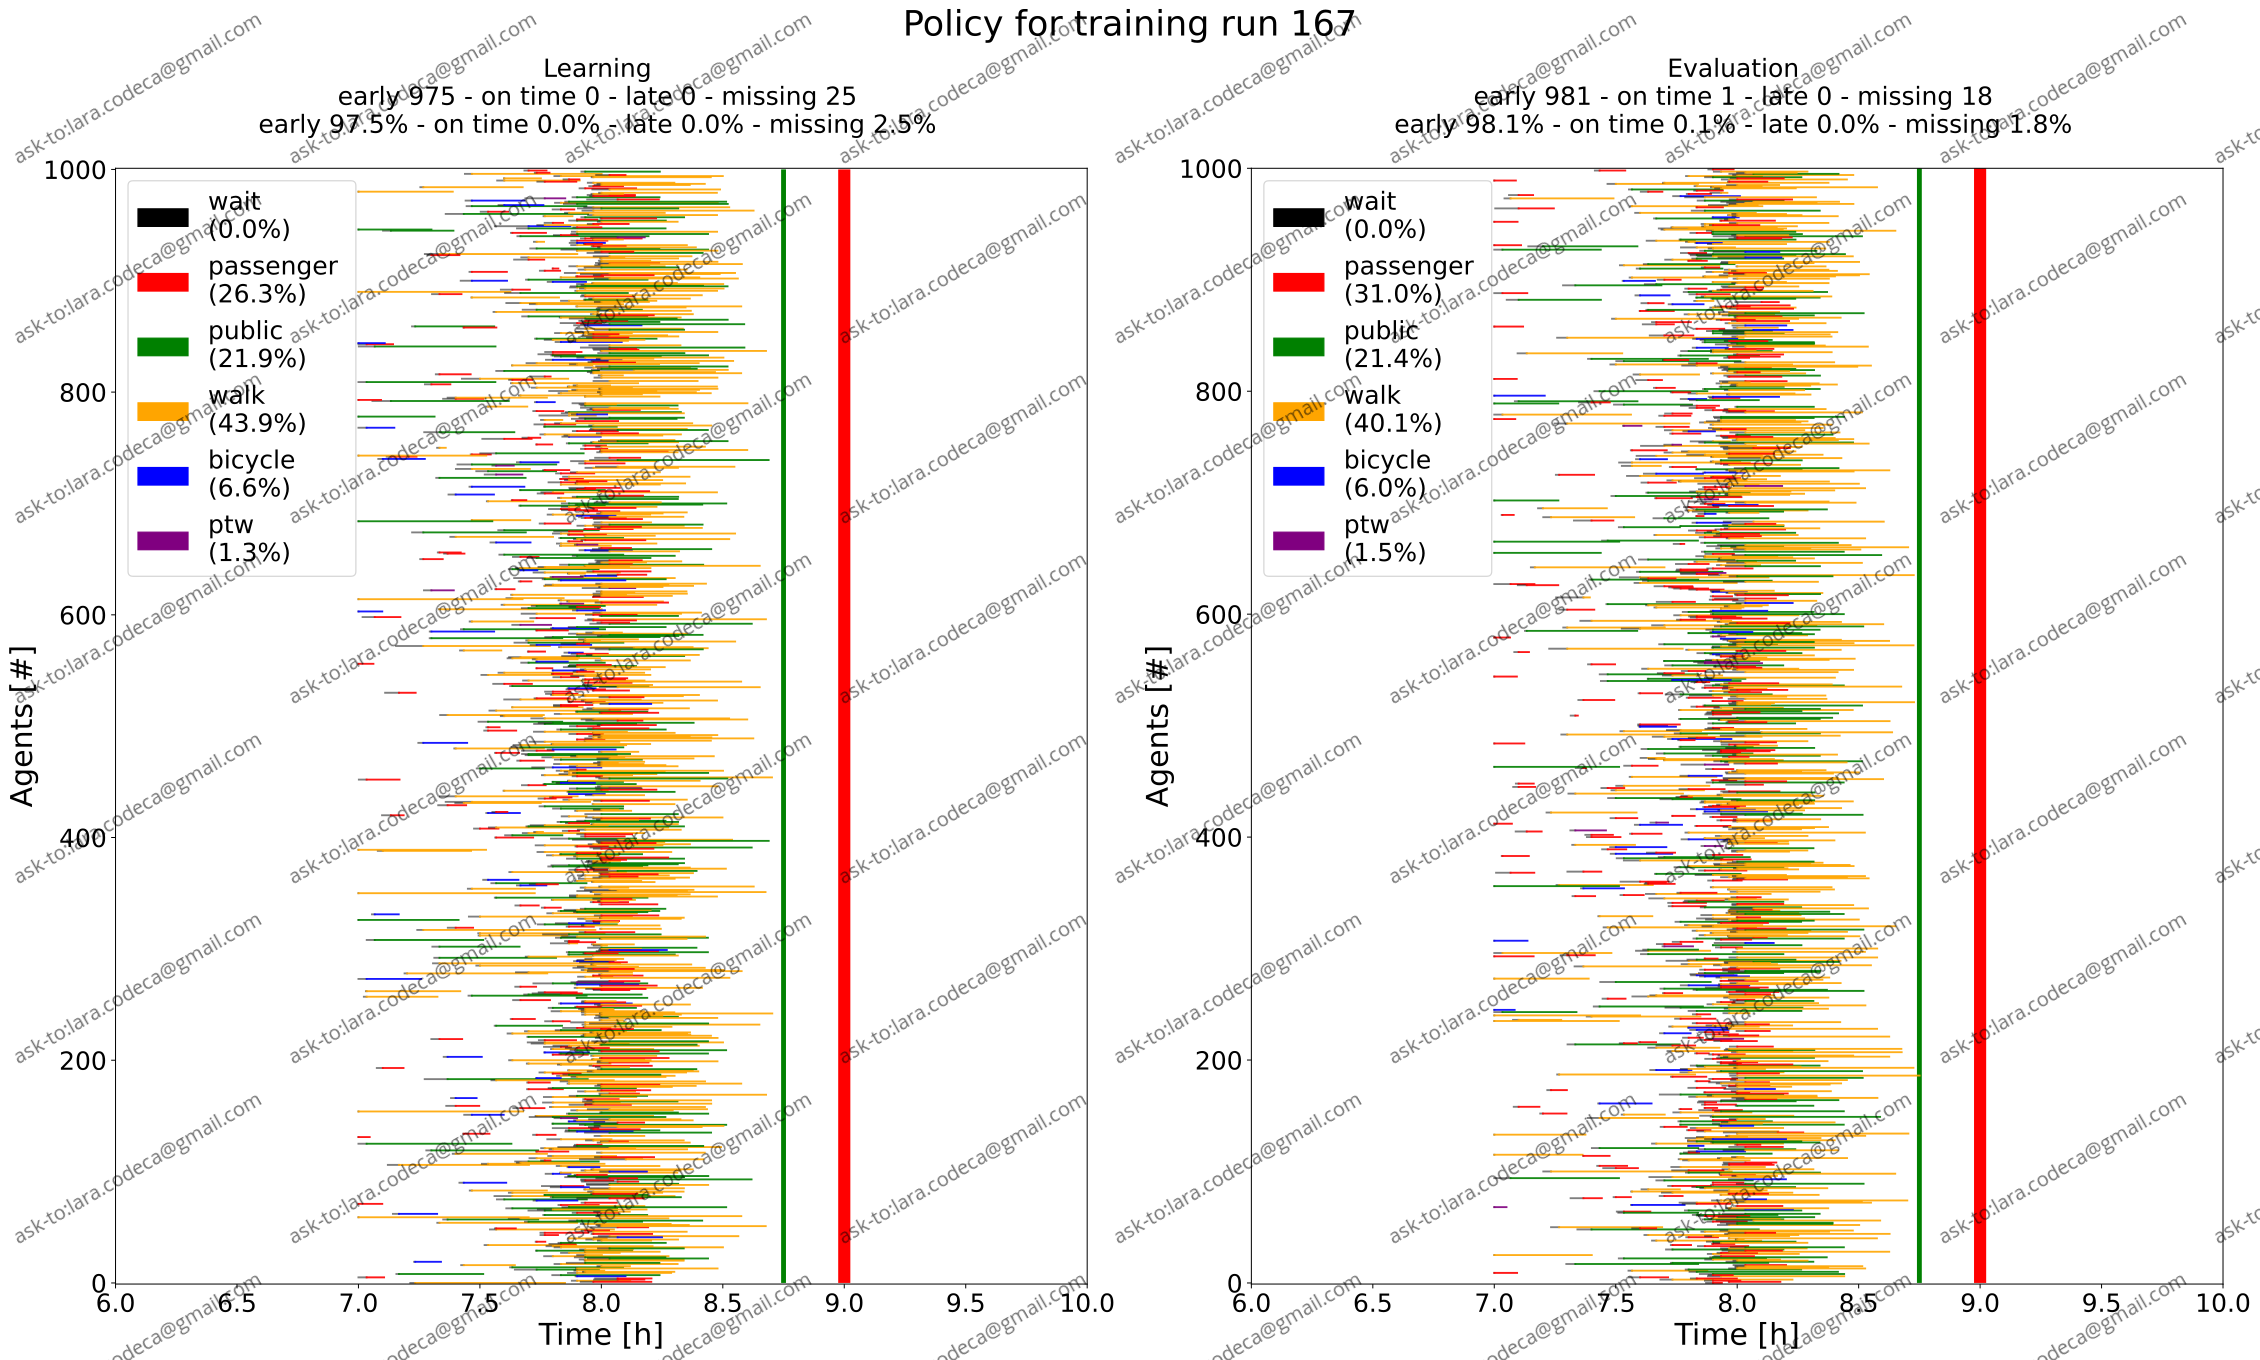 Policy for training run 167
Learning
early 975 - on time 0 - late 0 - missing 25
early 97.5% - on time 0.0% - late 0.0% - missing 2.5%
Evaluation
early 981 - on time 1 - late 0 - missing 18
early 98.1% - on time 0.1% - late 0.0% - missing 1.8%
Agents [#]
1000
800
600
400
200
0
wait
(0.0%)
passenger
(26.3%)
public
(21.9%)
walk
(43.9%)
bicycle
(6.6%)
ptw
(1.3%)
6.0 6.5 7.0 7.5 8.0 8.5 9.0 9.5 10.0
Time [h]
Agents [#]
1000
800
600
400
200
0
wait
(0.0%)
passenger
(31.0%)
public
(21.4%)
walk
(40.1%)
bicycle
(6.0%)
ptw
(1.5%)
6.0 6.5 7.0 7.5 8.0 8.5 9.0 9.5 10.0
Time [h]
ask-to:lara.codeca@gmail.com